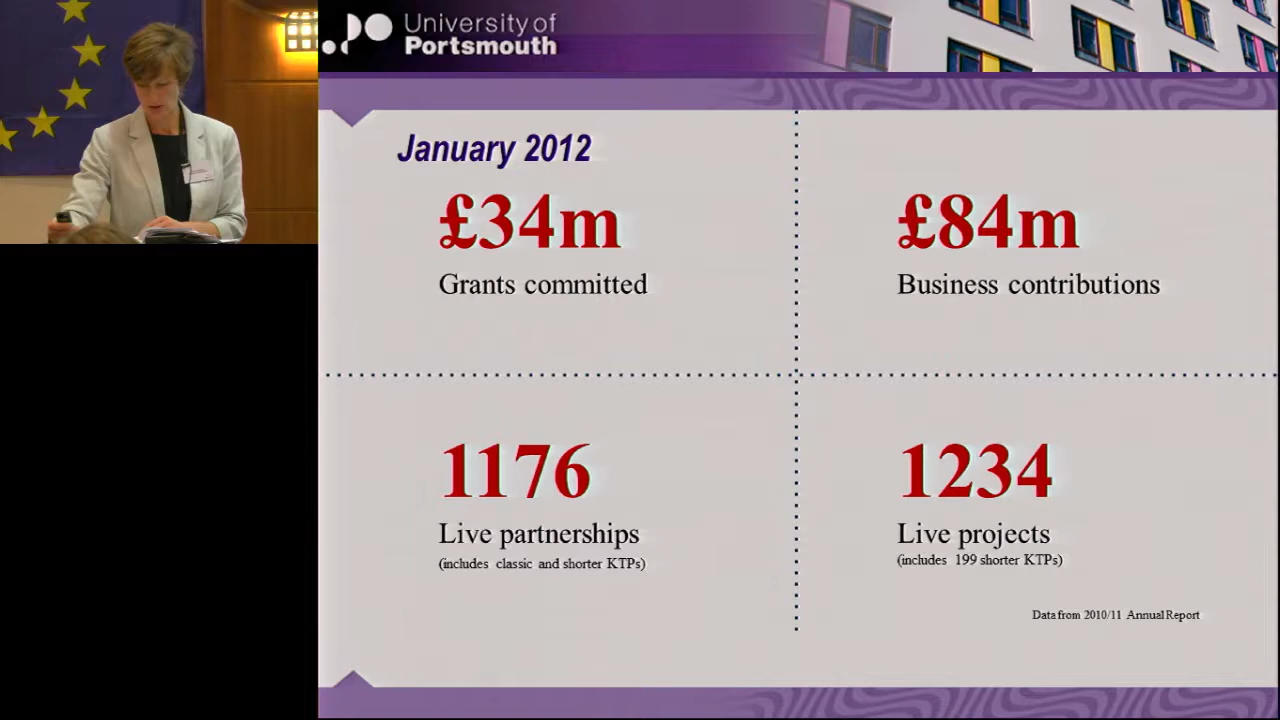 University of
Portsmouth
January 2012
£34m
Grants committed
£84m
Business contributions
1176
Live partnerships
(includes classic and shorter KTPs)
1234
Live projects
(includes 199 shorter KTPs)
Data from 2010/11 Annual Report